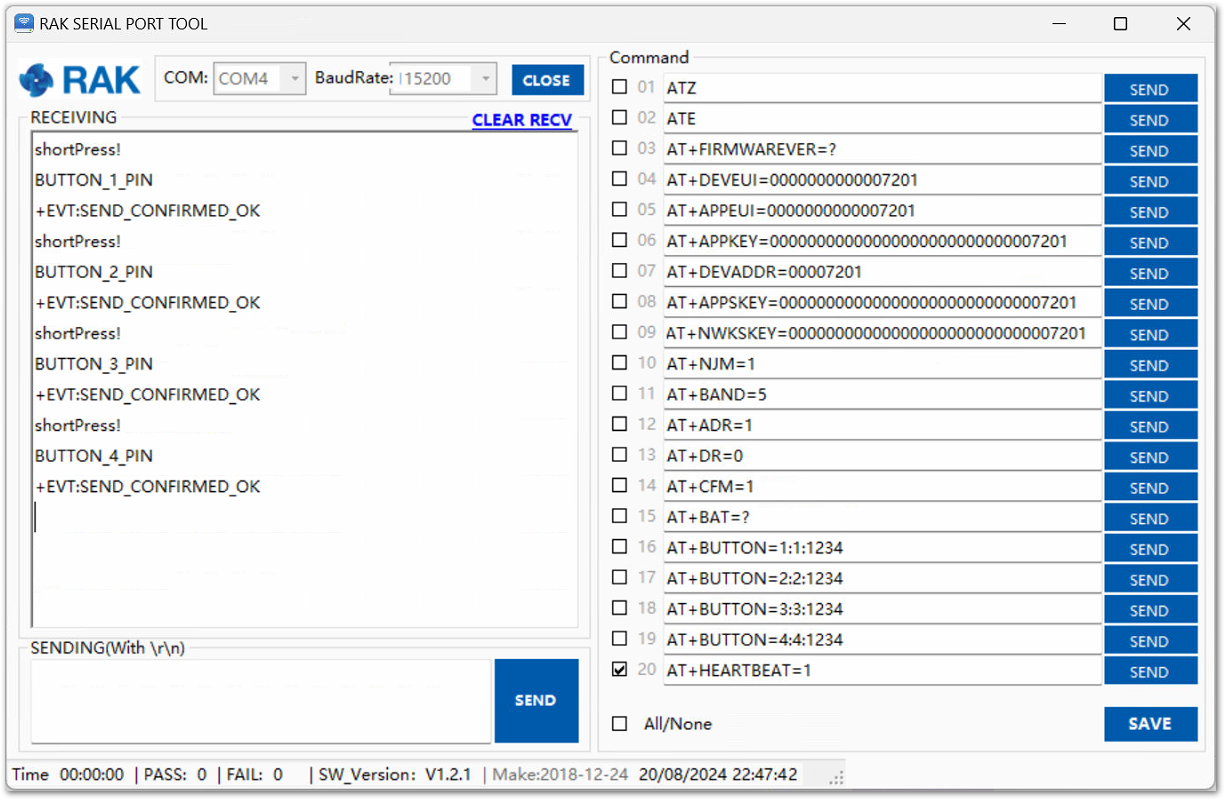 RAK SERIAL PORT TOOL
RAK COM: COM4 BaudRate: 115200 CLOSE
RECEIVING CLEAR RECV
shortPress!
BUTTON_1_PIN
+EVT:SEND_CONFIRMED_OK
shortPress!
BUTTON_2_PIN
+EVT:SEND_CONFIRMED_OK
shortPress!
BUTTON_3_PIN
+EVT:SEND_CONFIRMED_OK
shortPress!
BUTTON_4_PIN
+EVT:SEND_CONFIRMED_OK
SENDING(With \r\n)
SEND
Command
01 ATZ SEND
02 ATE SEND
03 AT+FIRMWAREVER=? SEND
04 AT+DEVEUI=0000000000007201 SEND
05 AT+APPEUI=0000000000007201 SEND
06 AT+APPKEY=00000000000000000000000000007201 SEND
07 AT+DEVADDR=00007201 SEND
08 AT+APPSKEY=00000000000000000000000000007201 SEND
09 AT+NWKSKEY=00000000000000000000000000007201 SEND
10 AT+NJM=1 SEND
11 AT+BAND=5 SEND
12 AT+ADR=1 SEND
13 AT+DR=0 SEND
14 AT+CFM=1 SEND
15 AT+BAT=? SEND
16 AT+BUTTON=1:1:1234 SEND
17 AT+BUTTON=2:2:1234 SEND
18 AT+BUTTON=3:3:1234 SEND
19 AT+BUTTON=4:4:1234 SEND
20 AT+HEARTBEAT=1 SEND
All/None SAVE
Time 00:00:00 | PASS: 0 | FAIL: 0 | SW_Version: V1.2.1 | Make:2018-12-24 20/08/2024 22:47:42